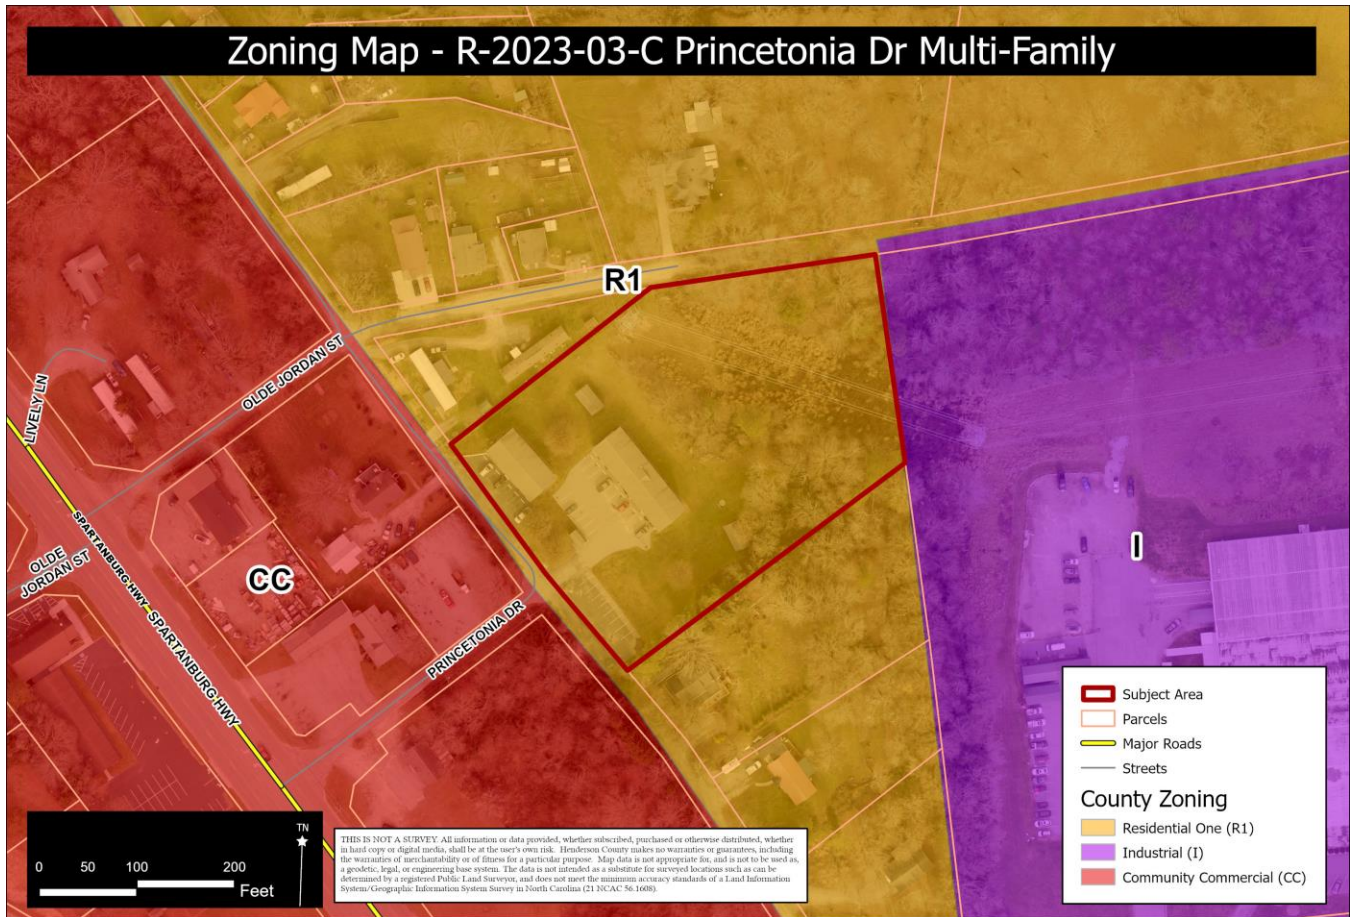 Zoning Map - R-2023-03-C Princetonia Dr Multi-Family
R1
OLDE JORDAN ST
LIVELY LN
SPARTANBURG HWY
OLDE
JORDAN ST
SPARTANBURG HWY
CC
PRINCETONIA DR
I
Subject Area
Parcels
Major Roads
Streets
County Zoning
Residential One (R1)
Industrial (I)
Community Commercial (CC)
TN
0 50 100 200
Feet
THIS IS NOT A SURVEY. All information or data provided, whether subscribed, purchased or otherwise distributed, whether
in hard copy or digital media, shall be at the user's own risk. Henderson County makes no warranties or guarantees, including
the warranties of merchantability or of fitness for a particular purpose. Map data is not appropriate for, and is not to be used as,
a geodetic, legal, or engineering base system. The data is not intended as a substitute for surveyed locations such as can be
determined by a registered Public Land Surveyor, and does not meet the minimum accuracy standards of a Land Information
System/Geographic Information System Survey in North Carolina (21 NCAC 56.1608).